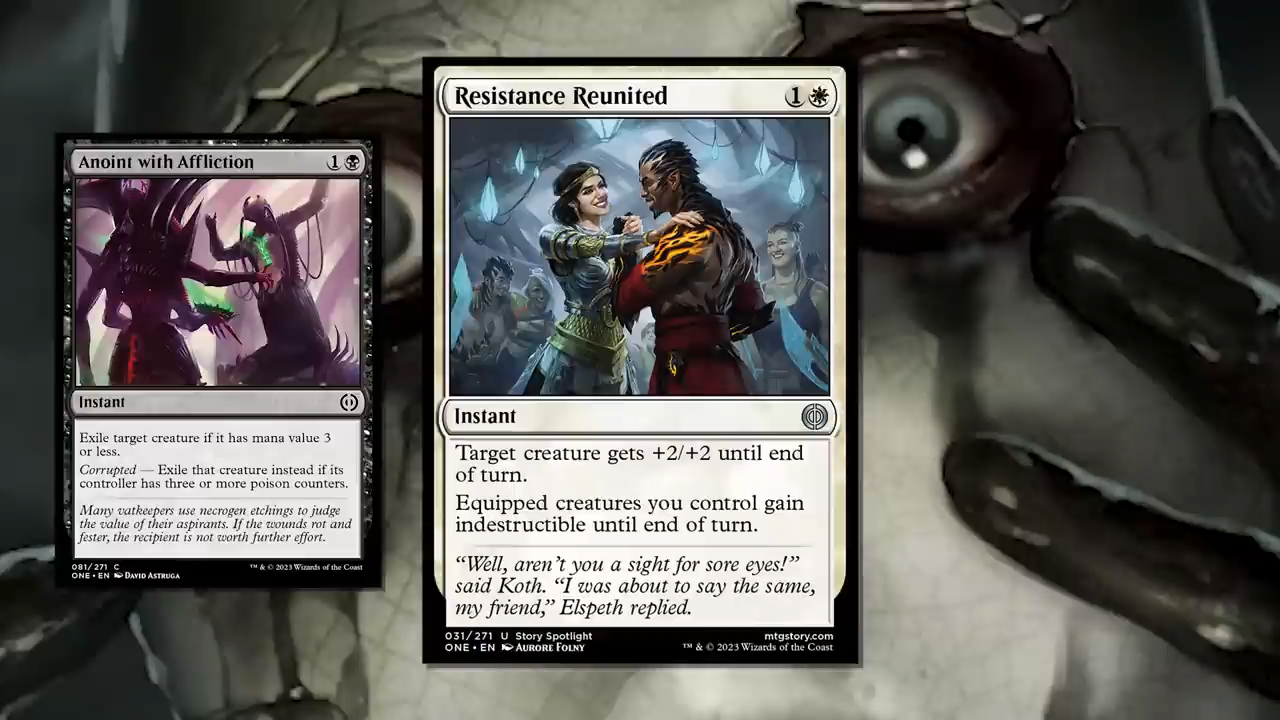 Anoint with Affliction 1
Instant
Exile target creature if it has mana value 3
or less.
Corrupted — Exile that creature instead if its
controller has three or more poison counters.
Many vatkeepers use necrogen etchings to judge
the value of their aspirants. If the wounds rot and
fester, the recipient is not worth further effort.
081/271 C
ONE • EN DAVID ASTRUGA
™ & © 2023 Wizards of the Coast
Resistance Reunited 1
Instant
Target creature gets +2/+2 until end
of turn.
Equipped creatures you control gain
indestructible until end of turn.
“Well, aren’t you a sight for sore eyes!”
said Koth. “I was about to say the same,
my friend,” Elspeth replied.
031/271 U Story Spotlight
mtgstory.com
ONE • EN AURORE FOLNY
™ & © 2023 Wizards of the Coast